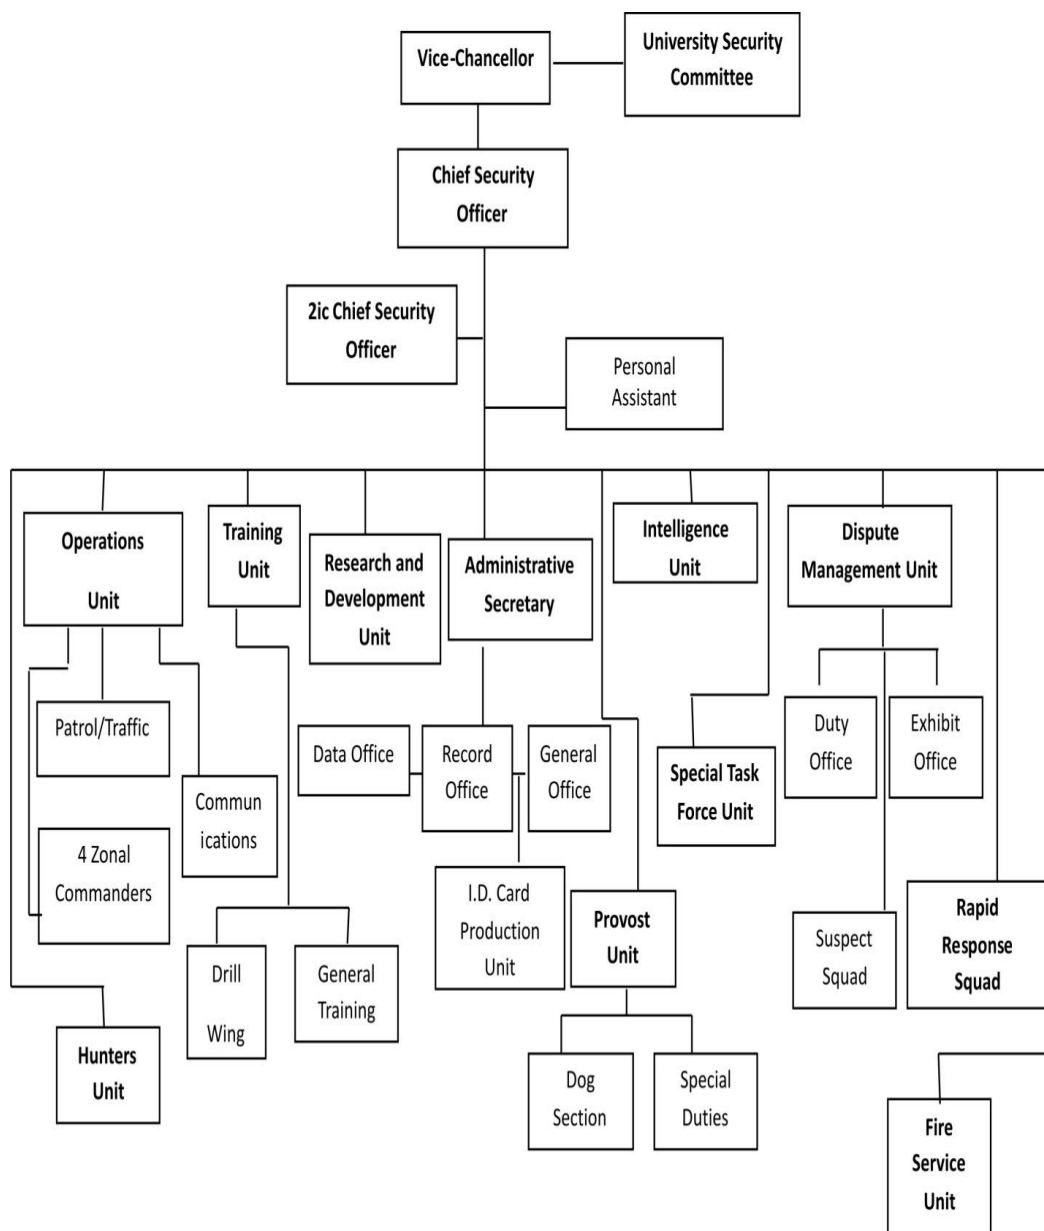 Vice-Chancellor
University Security
Committee
Chief Security
Officer
2ic Chief Security
Officer
Personal
Assistant
Operations
Unit
Training
Unit
Research and
Development
Unit
Administrative
Secretary
Intelligence
Unit
Dispute
Management Unit
Patrol/Traffic
Commun
ications
4 Zonal
Commanders
Data Office
Record
Office
General
Office
Special Task
Force Unit
Duty
Office
Exhibit
Office
I.D. Card
Production
Unit
Provost
Unit
Suspect
Squad
Rapid
Response
Squad
Drill
Wing
General
Training
Hunters
Unit
Dog
Section
Special
Duties
Fire
Service
Unit